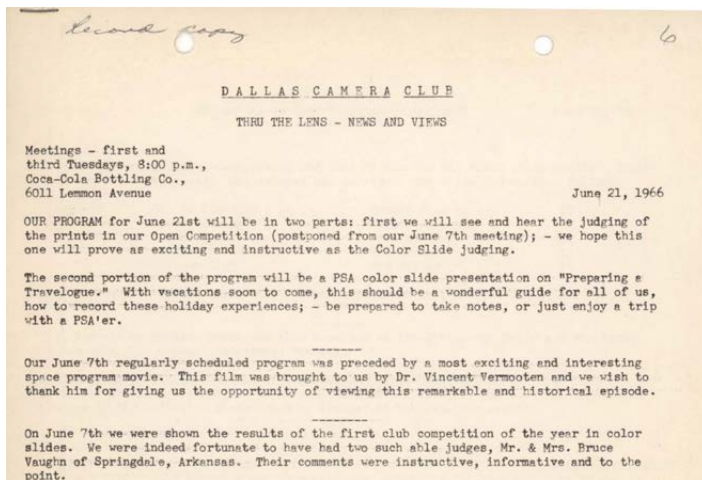 Record copy
6
DALLAS CAMERA CLUB
THRU THE LENS - NEWS AND VIEWS
Meetings - first and
third Tuesdays, 8:00 p.m.,
Coca-Cola Bottling Co.,
6011 Lemmon Avenue
June 21, 1966
OUR PROGRAM for June 21st will be in two parts: first we will see and hear the judging of
the prints in our Open Competition (postponed from our June 7th meeting); - we hope this
one will prove as exciting and instructive as the Color Slide judging.
The second portion of the program will be a PSA color slide presentation on "Preparing a
Travelogue." With vacations soon to come, this should be a wonderful guide for all of us,
how to record these holiday experiences; - be prepared to take notes, or just enjoy a trip
with a PSA'er.
Our June 7th regularly scheduled program was preceded by a most exciting and interesting
space program movie. This film was brought to us by Dr. Vincent Vermooten and we wish to
thank him for giving us the opportunity of viewing this remarkable and historical episode.
On June 7th we were shown the results of the first club competition of the year in color
slides. We were indeed fortunate to have had two such able judges, Mr. & Mrs. Bruce
Vaughn of Springdale, Arkansas. Their comments were instructive, informative and to the
point.